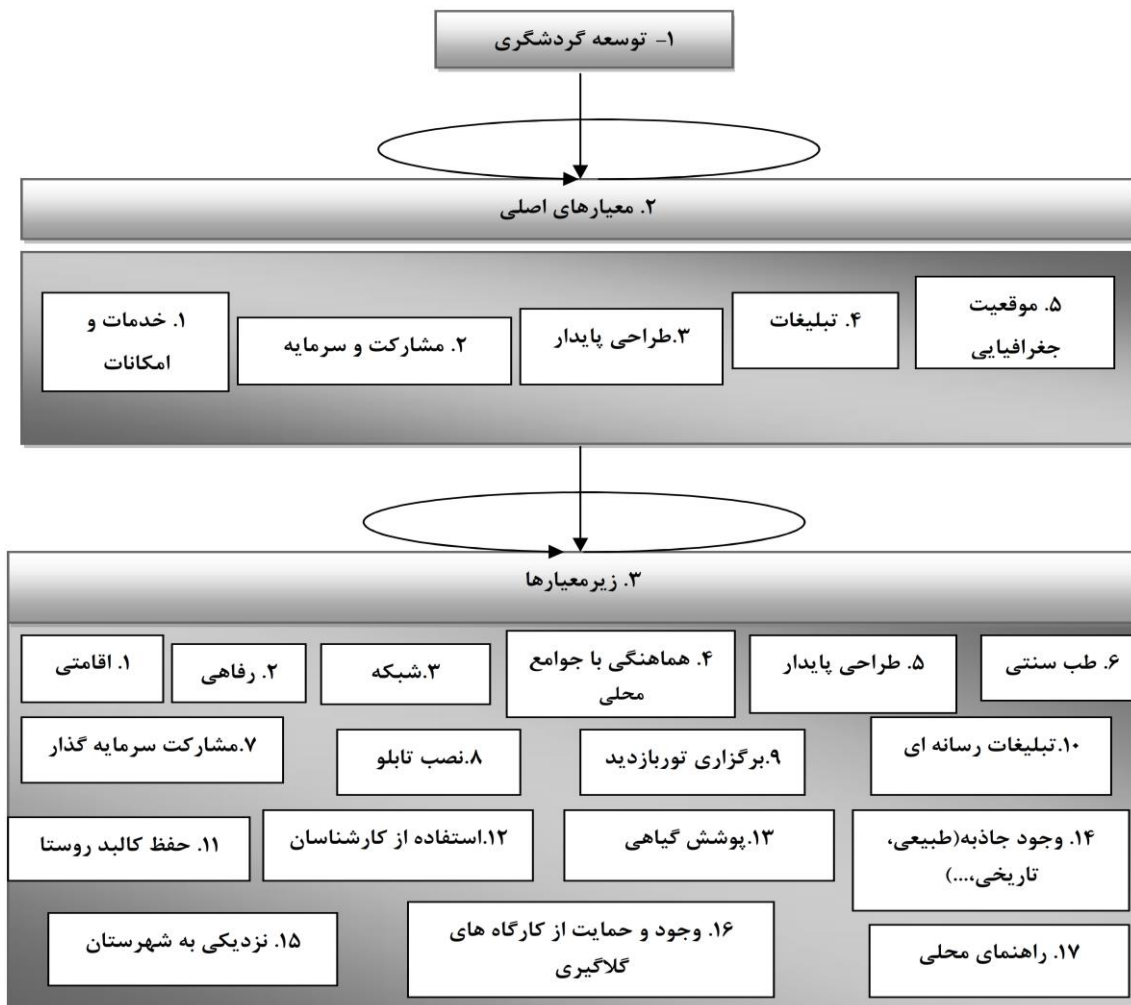 ۱- توسعه گردشگری
۲. معیارهای اصلی
۱. خدمات و
امکانات
۲. مشارکت و سرمایه
۳.طراحی پایدار
۴. تبلیغات
۵. موقعیت
جغرافیایی
۳. زیرمعیارها
۱. اقامتی
۲. رفاهی
۳.شبکه
۴. هماهنگی با جوامع
محلی
۵. طراحی پایدار
۶. طب سنتی
۷.مشارکت سرمایه گذار
۸.نصب تابلو
۹.برگزاری توربازدید
۱۰.تبلیغات رسانه ای
۱۱. حفظ کالبد روستا
۱۲.استفاده از کارشناسان
۱۳.پوشش گیاهی
۱۴. وجود جاذبه(طبیعی،
تاریخی،...)
۱۵. نزدیکی به شهرستان
۱۶. وجود و حمایت از کارگاه های
گلاگیری
۱۷. راهنمای محلی